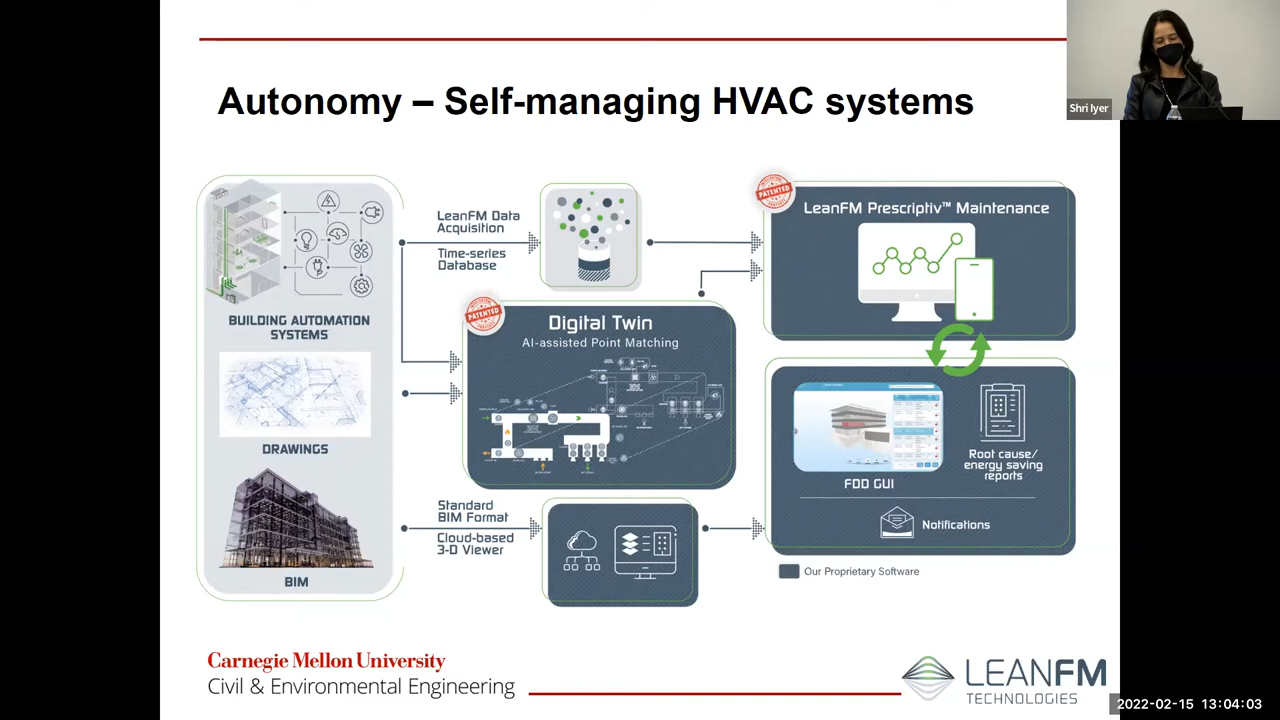 Autonomy – Self-managing HVAC systems
Shri Iyer
BUILDING AUTOMATION
SYSTEMS
DRAWINGS
BIM
LeanFM Data
Acquisition
Time-series
Database
PATENTED
Digital Twin
AI-assisted Point Matching
Standard
BIM Format
Cloud-based
3-D Viewer
PATENTED
LeanFM Prescriptiv™ Maintenance
FDD GUI
Root cause/
energy saving
reports
Notifications
Our Proprietary Software
Carnegie Mellon University
Civil & Environmental Engineering
LEANFM
TECHNOLOGIES
2022-02-15 13:04:03